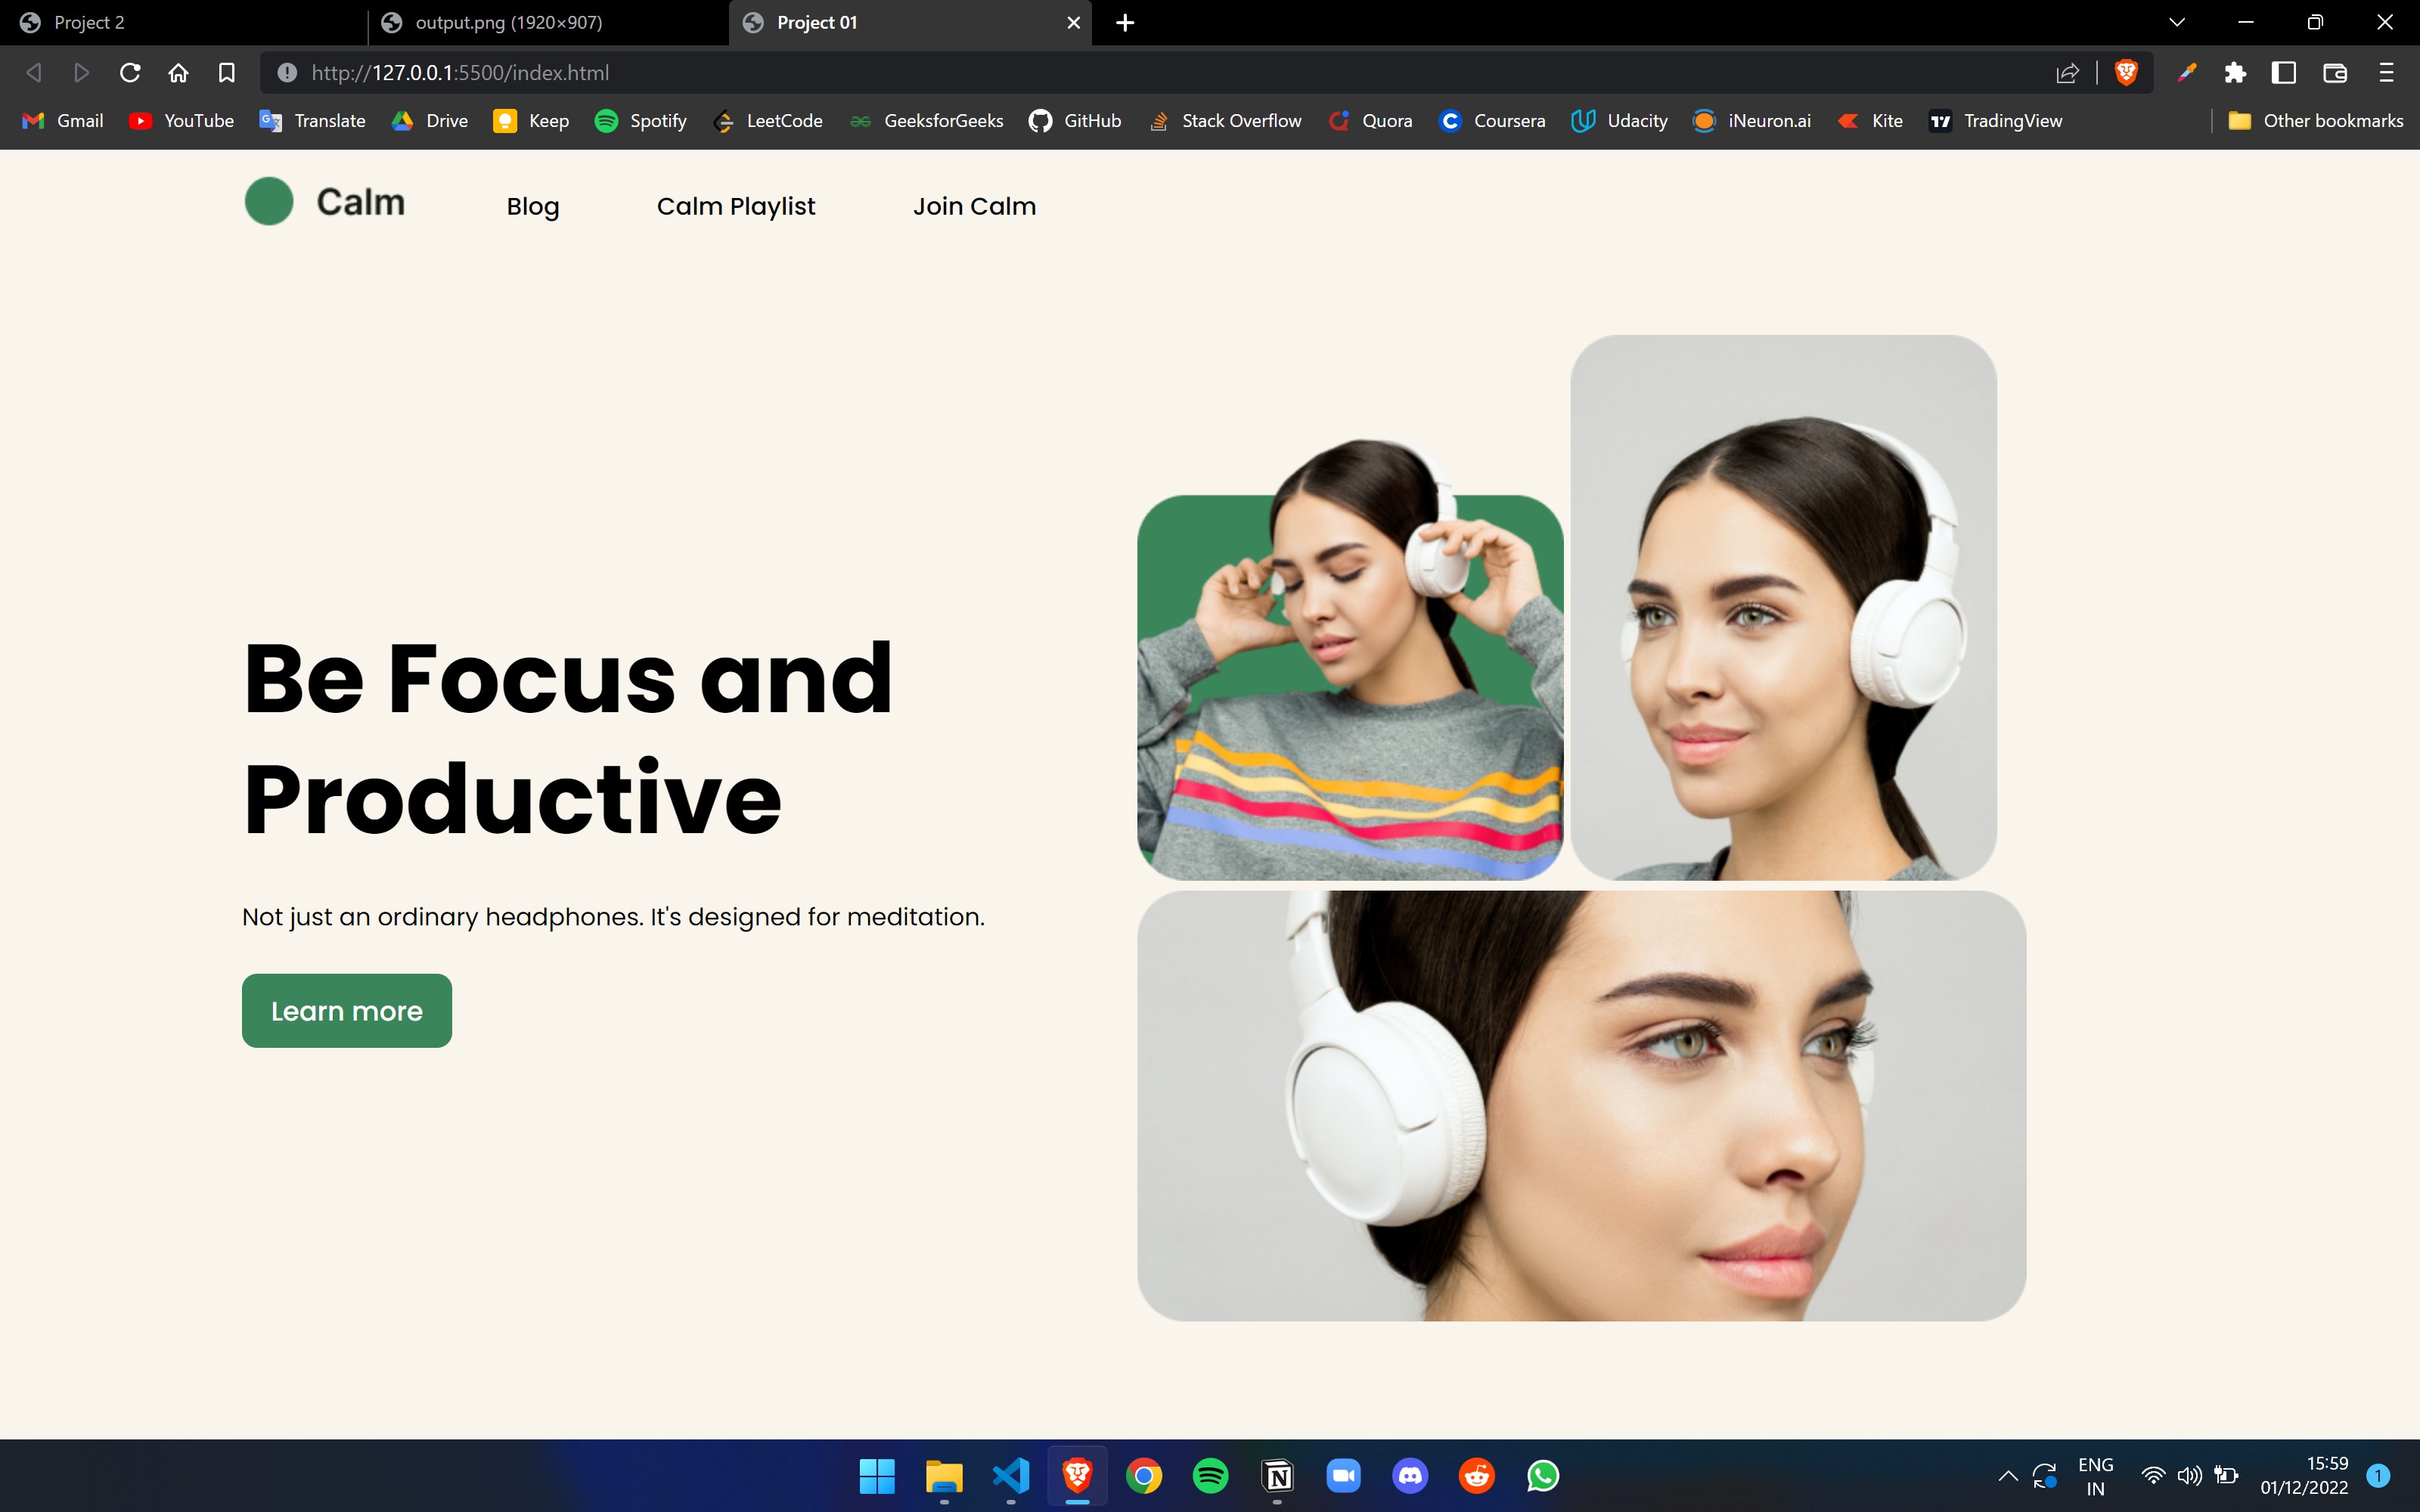 Project 2
output.png (1920×907)
Project 01
http://127.0.0.1:5500/index.html
Gmail
YouTube
Translate
Drive
Keep
Spotify
LeetCode
GeeksforGeeks
GitHub
Stack Overflow
Quora
Coursera
Udacity
iNeuron.ai
Kite
TradingView
Other bookmarks
Calm
Blog
Calm Playlist
Join Calm
Be Focus and
Productive
Not just an ordinary headphones. It's designed for meditation.
Learn more
ENG
IN
15:59
01/12/2022
1